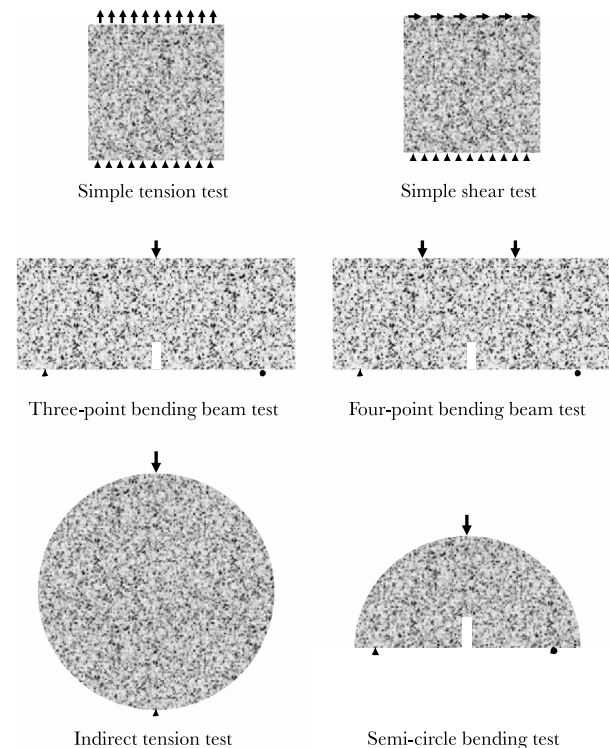 Simple tension test
Simple shear test
Three-point bending beam test
Four-point bending beam test
Indirect tension test
Semi-circle bending test